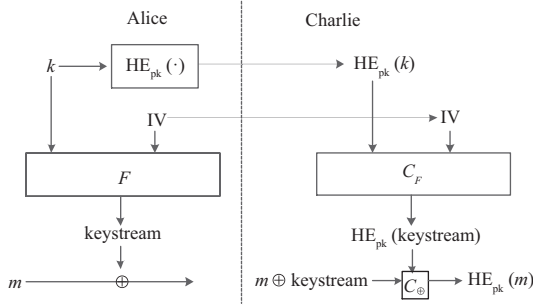 Alice Charlie
k HE_pk (·) HE_pk (k)
IV IV
F C_F
keystream HE_pk (keystream)
m ⊕ m ⊕ keystream C_⊕ HE_pk (m)